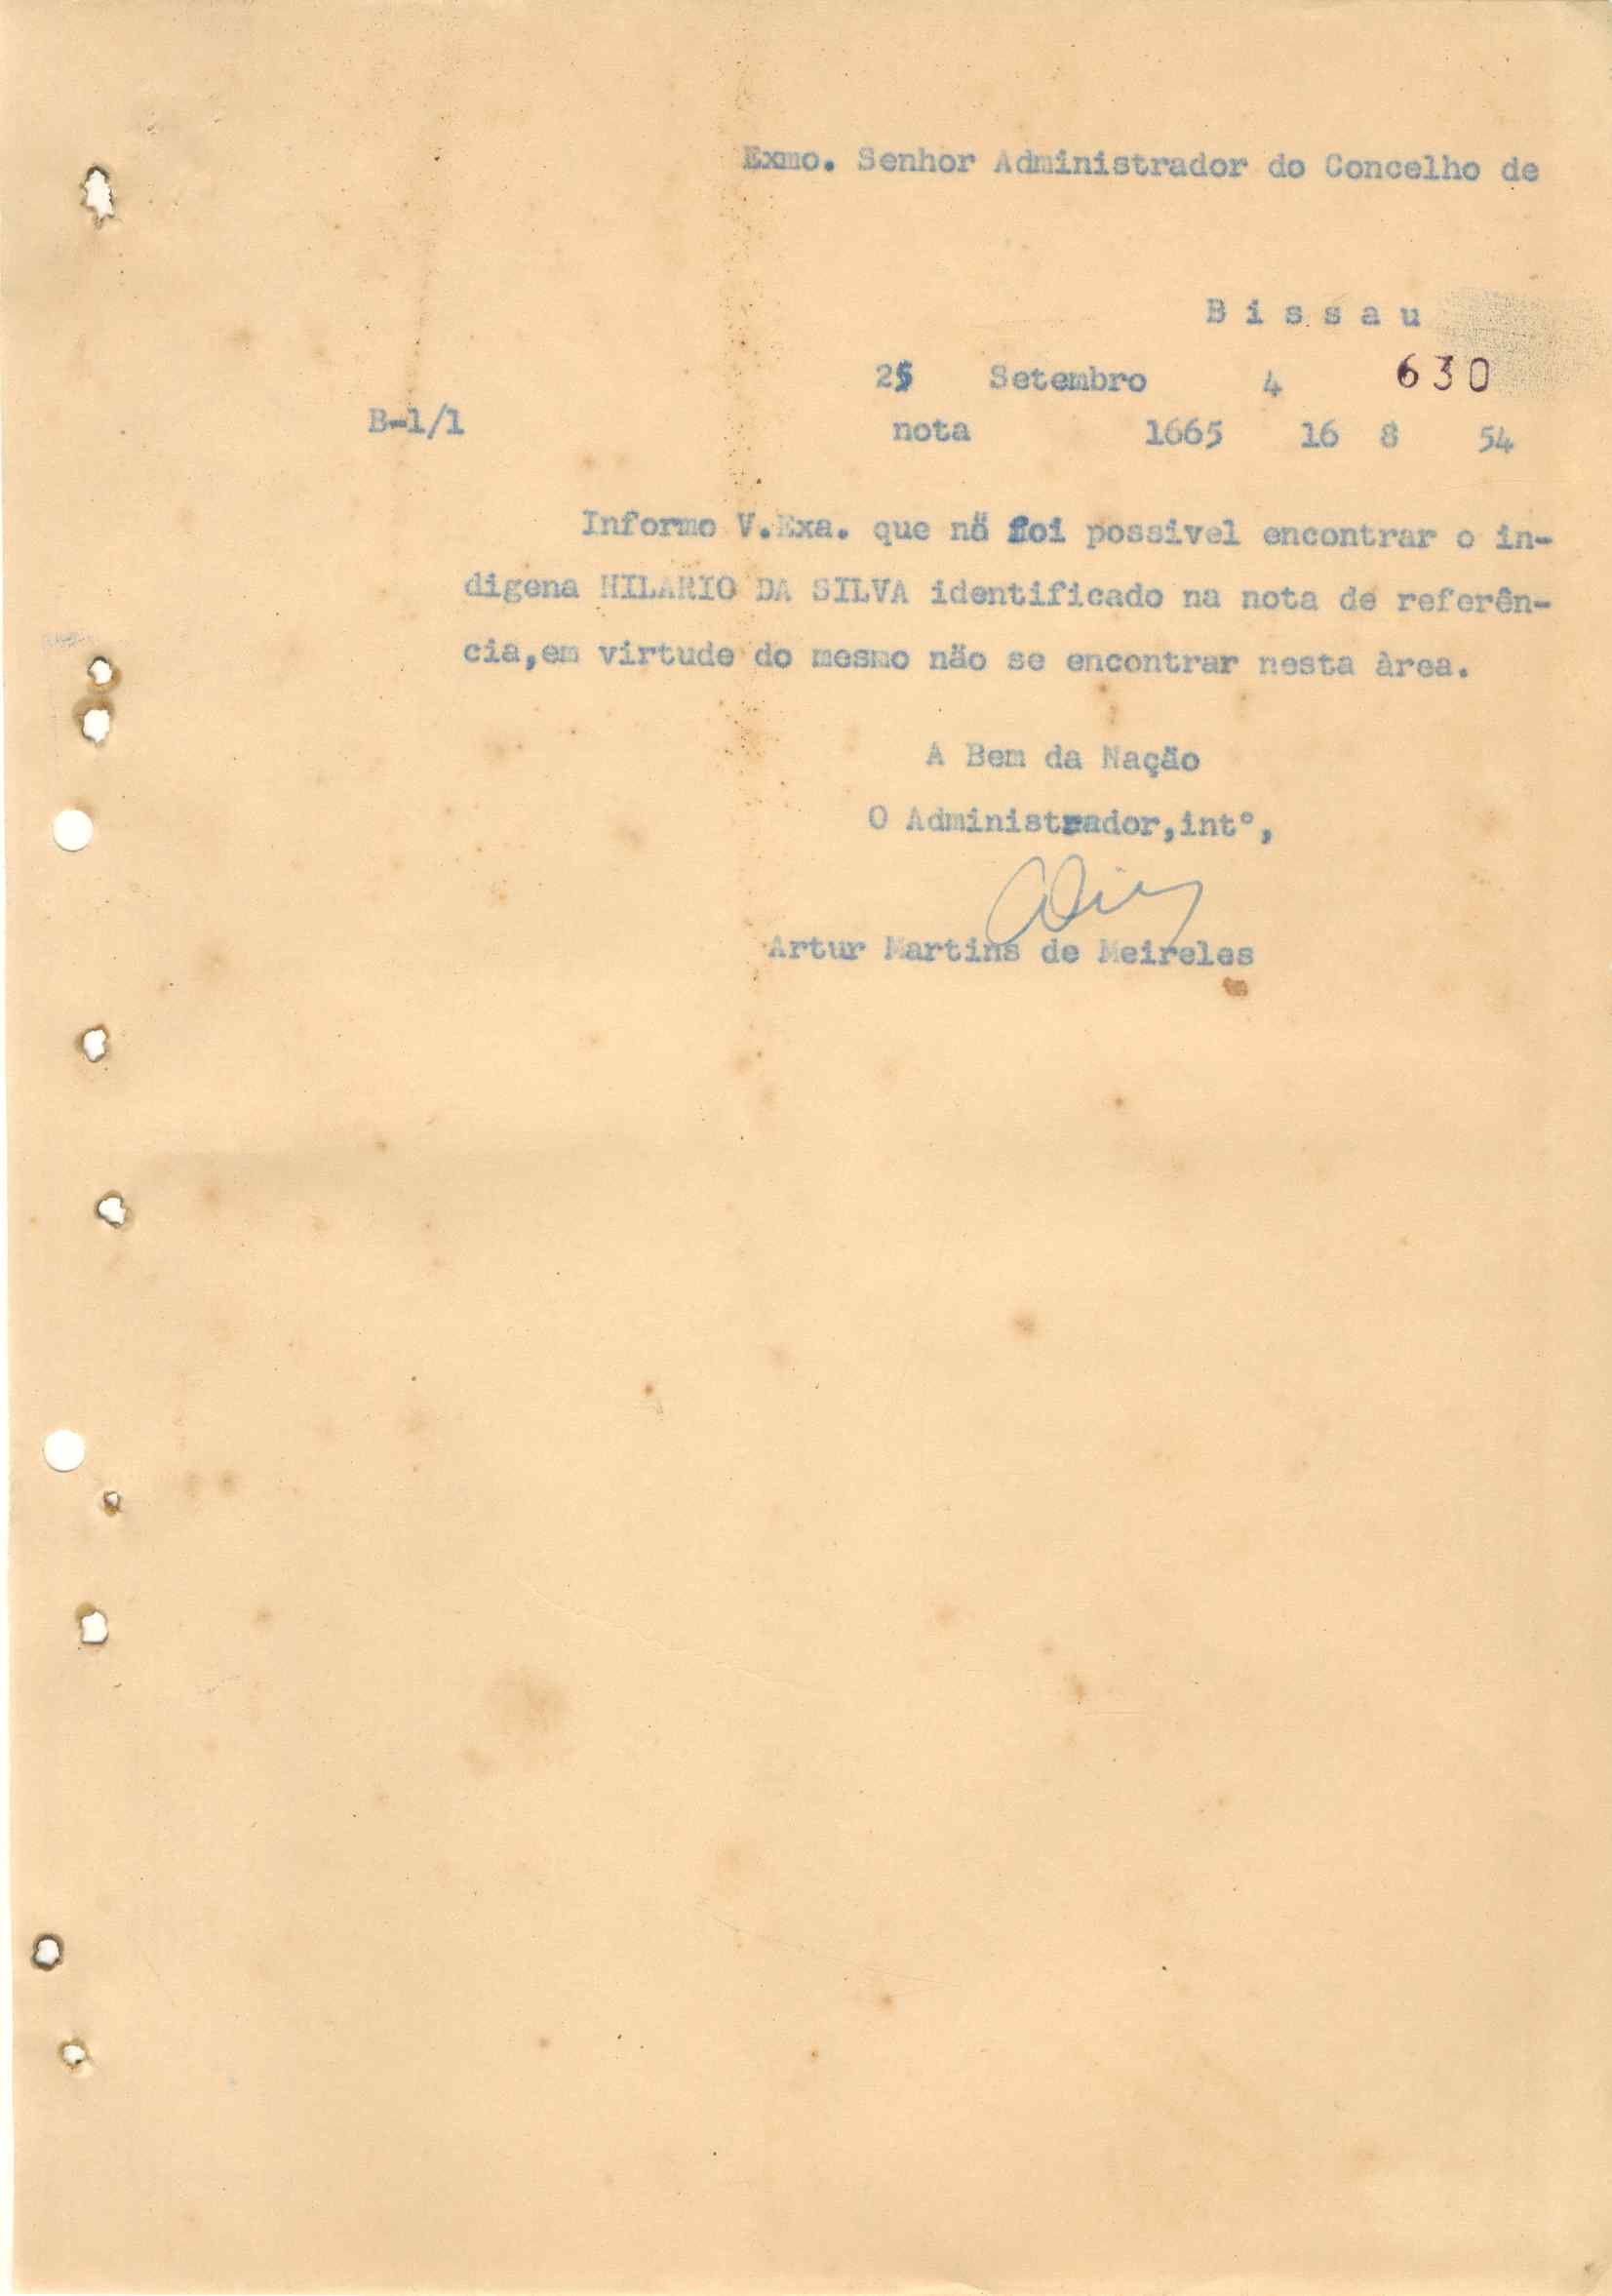 Exmo. Senhor Administrador do Concelho de
B i s s a u
25 Setembro 4 630
B-1/1 nota 1665 16 8 54
Informo V.Exa. que nã foi possivel encontrar o in-
digena HILARIO DA SILVA identificado na nota de referên-
cia,em virtude do mesmo não se encontrar nesta àrea.
A Bem da Nação
O Administrador,intº,
Artur Martins de Meireles